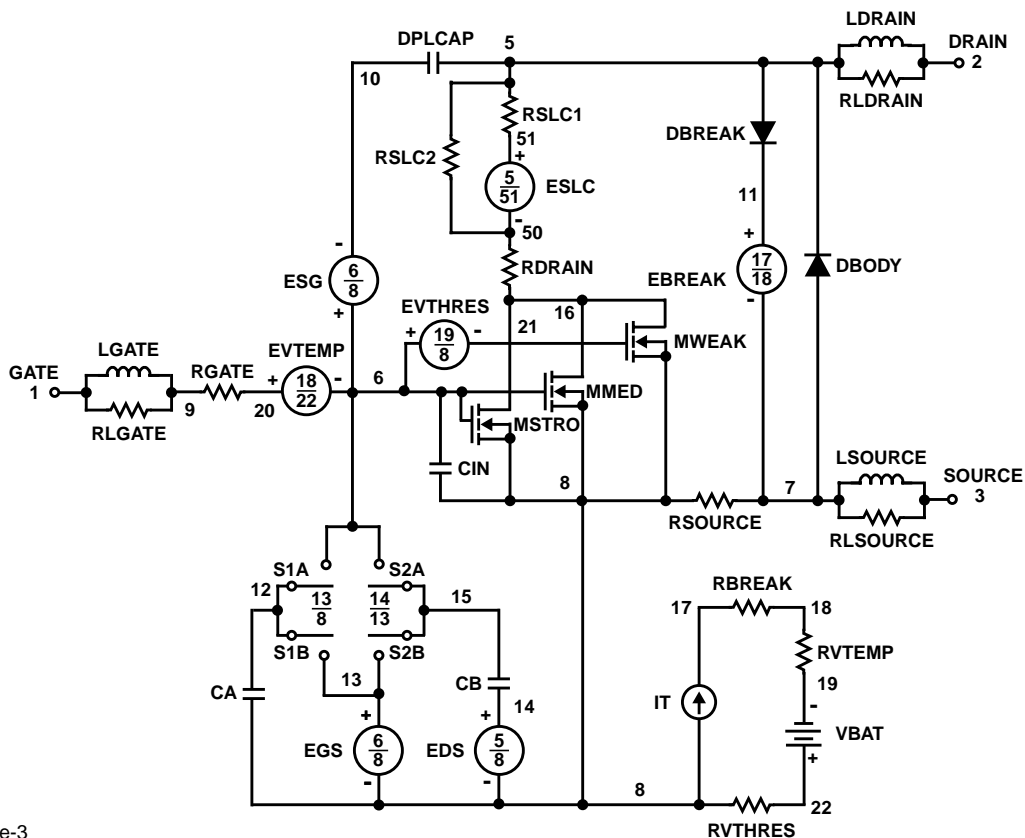 LDRAIN
DPLCAP
5
DRAIN
2
10
RLDRAIN
RSLC1
DBREAK
51
+
RSLC2
5
51
ESLC
11
-
50
-
+
17
18
DBODY
6
8
ESG
RDRAIN
EBREAK
-
+
EVTHRES
16
21
+
19
8
-
MWEAK
LGATE
EVTEMP
GATE
1
RGATE
+
18
22
-
6
MMED
9
20
MSTRO
RLGATE
LSOURCE
CIN
8
7
SOURCE
3
RSOURCE
RLSOURCE
S1A
S2A
12
13
8
14
13
15
RBREAK
17
18
S1B
S2B
RVTEMP
13
CB
19
CA
14
IT
-
+
+
VBAT
EGS
6
8
EDS
5
8
+
-
-
8
22
RVTHRES
e-3